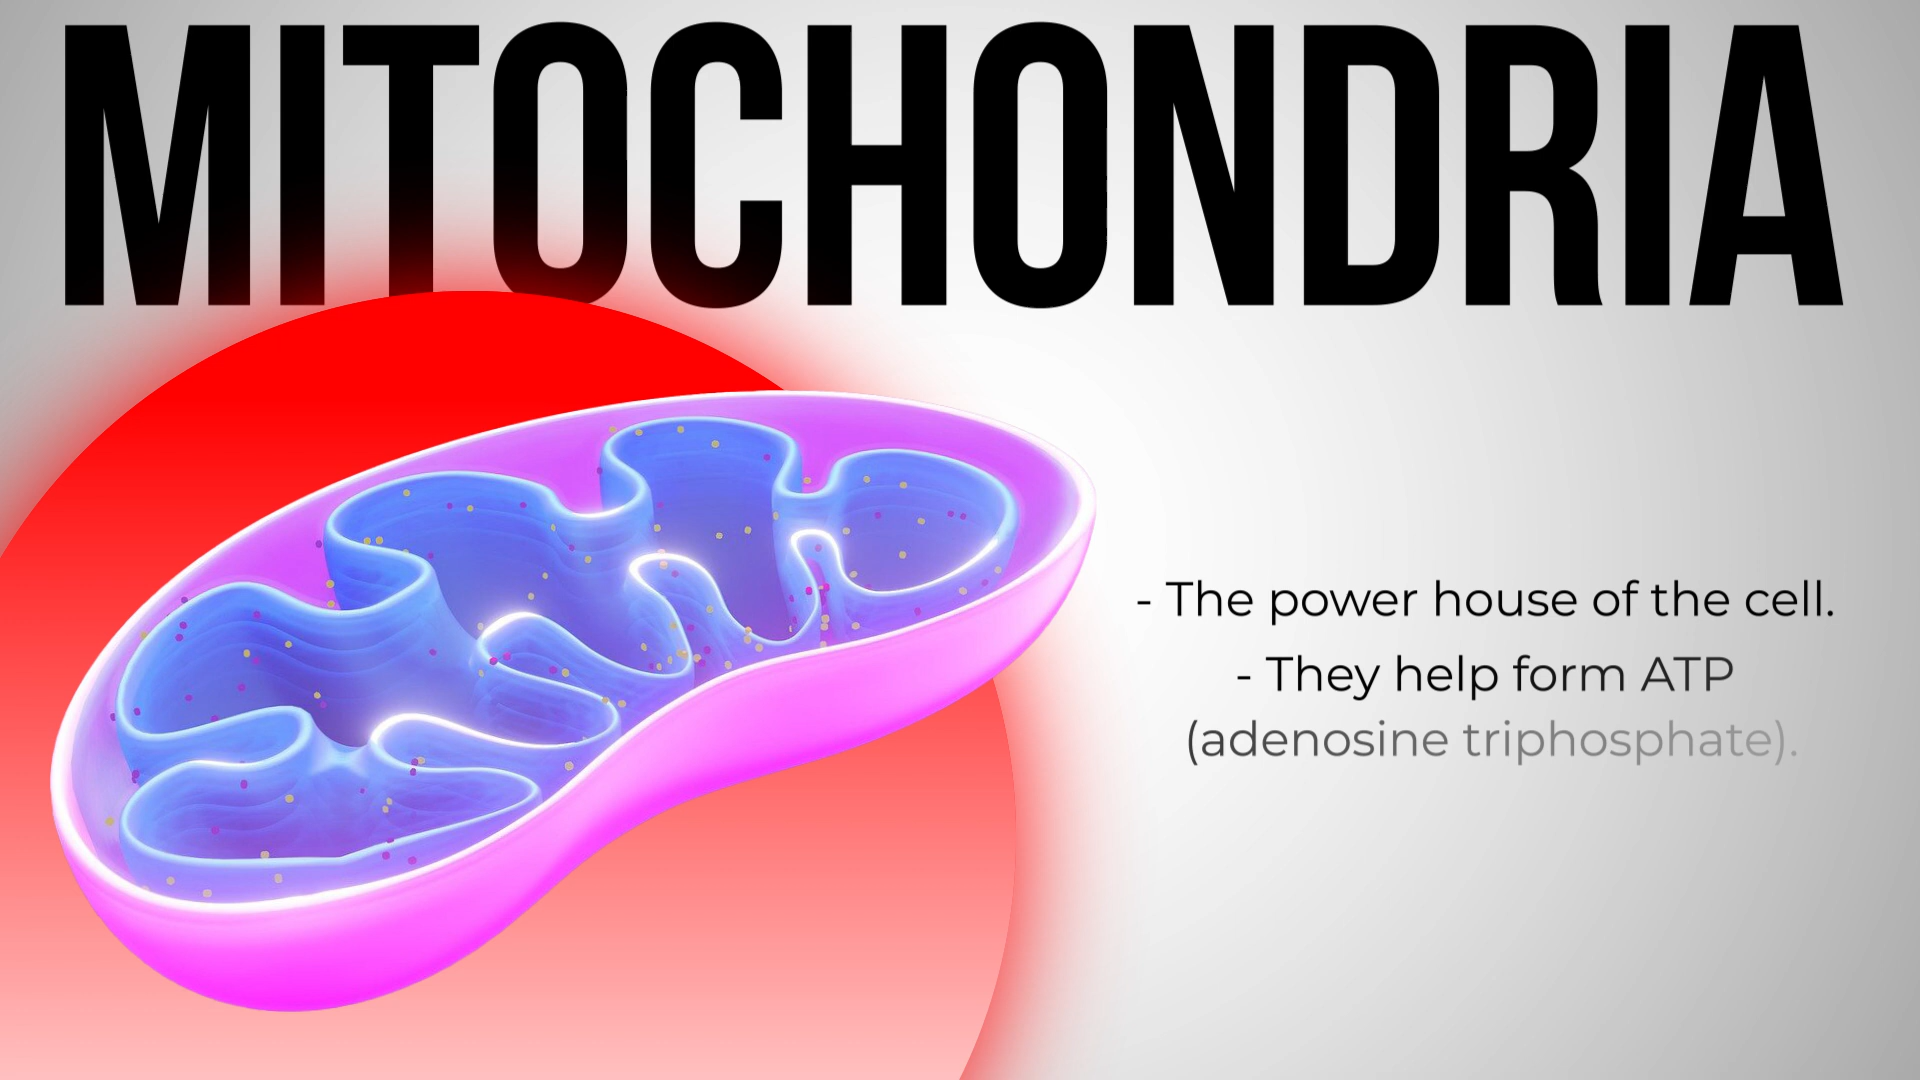 MITOCHONDRIA
- The power house of the cell.
- They help form ATP
(adenosine triphosphate).